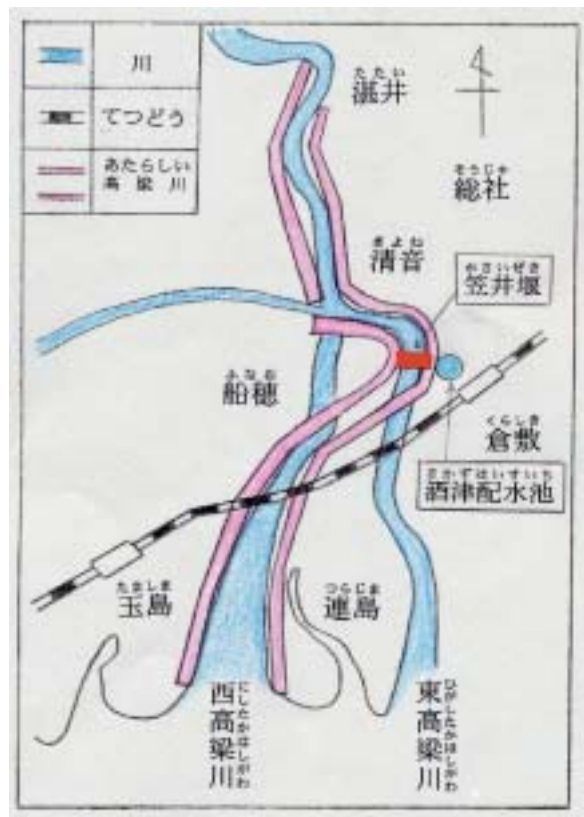 川
てつどう
あたらしい
高梁川
たたい
湛井
そうじゃ
総社
きよね
清音
かさいぜき
笠井堰
ふなお
船穂
くらしき
倉敷
さかづはいすいち
酒津配水池
たましま
玉島
つらじま
連島
にしたかはしがわ
西高梁川
ひがしたかはしがわ
東高梁川